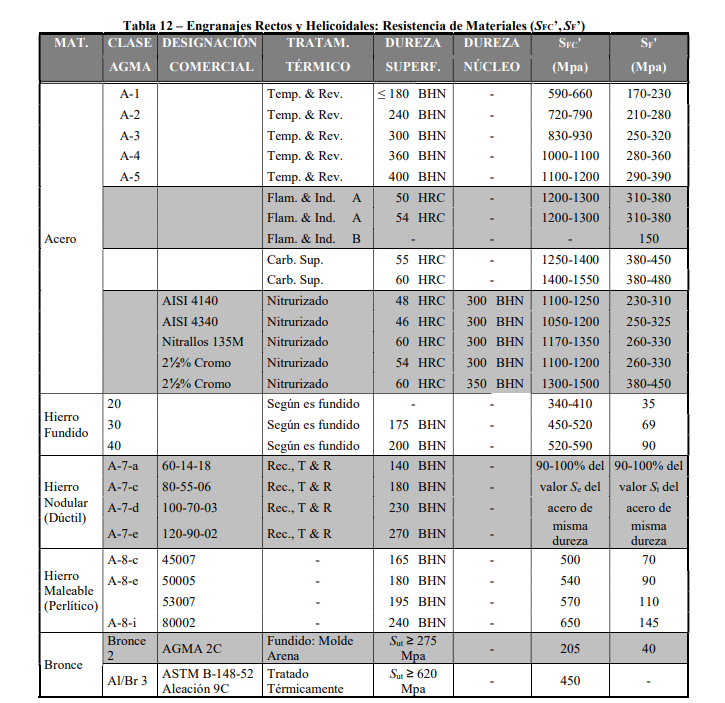 Tabla 12 – Engranajes Rectos y Helicoidales: Resistencia de Materiales (SFC’, SF’)
MAT. CLASE DESIGNACIÓN TRATAM. DUREZA DUREZA SFC’ SF'
AGMA COMERCIAL TÉRMICO SUPERF. NÚCLEO (Mpa) (Mpa)
A-1 Temp. & Rev. ≤ 180 BHN - 590-660 170-230
A-2 Temp. & Rev. 240 BHN - 720-790 210-280
A-3 Temp. & Rev. 300 BHN - 830-930 250-320
A-4 Temp. & Rev. 360 BHN - 1000-1100 280-360
A-5 Temp. & Rev. 400 BHN - 1100-1200 290-390
Flam. & Ind. A 50 HRC - 1200-1300 310-380
Flam. & Ind. A 54 HRC - 1200-1300 310-380
Acero Flam. & Ind. B - - - 150
Carb. Sup. 55 HRC - 1250-1400 380-450
Carb. Sup. 60 HRC - 1400-1550 380-480
AISI 4140 Nitrurizado 48 HRC 300 BHN 1100-1250 230-310
AISI 4340 Nitrurizado 46 HRC 300 BHN 1050-1200 250-325
Nitrallos 135M Nitrurizado 60 HRC 300 BHN 1170-1350 260-330
2½% Cromo Nitrurizado 54 HRC 300 BHN 1100-1200 260-330
2½% Cromo Nitrurizado 60 HRC 350 BHN 1300-1500 380-450
Hierro Fundido
20 Según es fundido - - 340-410 35
30 Según es fundido 175 BHN - 450-520 69
40 Según es fundido 200 BHN - 520-590 90
Hierro
Nodular
(Dúctil)
A-7-a 60-14-18 Rec., T & R 140 BHN - 90-100% del 90-100% del
A-7-c 80-55-06 Rec., T & R 180 BHN - valor Se del valor St del
A-7-d 100-70-03 Rec., T & R 230 BHN - acero de acero de
A-7-e 120-90-02 Rec., T & R 270 BHN - misma dureza misma dureza
Hierro
Maleable
(Perlítico)
A-8-c 45007 - 165 BHN - 500 70
A-8-e 50005 - 180 BHN - 540 90
53007 - 195 BHN - 570 110
A-8-i 80002 - 240 BHN - 650 145
Bronce
Bronce 2 AGMA 2C Fundido: Molde Arena Sut ≥ 275 Mpa - 205 40
Al/Br 3 ASTM B-148-52 Aleación 9C Tratado Térmicamente Sut ≥ 620 Mpa - 450 -